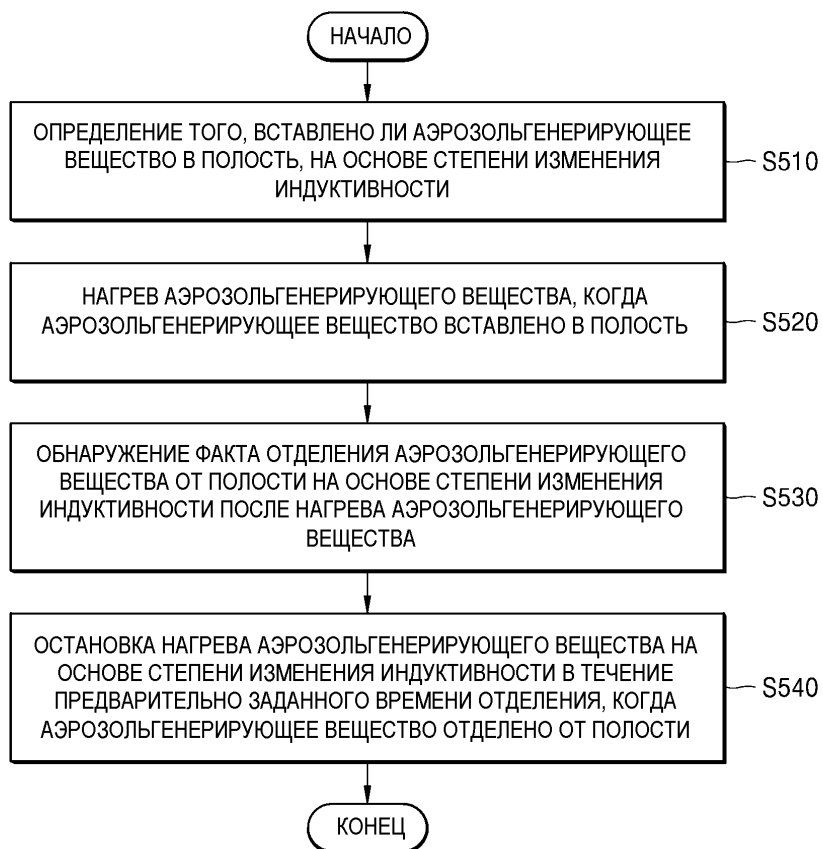 НАЧАЛО
ОПРЕДЕЛЕНИЕ ТОГО, ВСТАВЛЕНО ЛИ АЭРОЗОЛЬГЕНЕРИРУЮЩЕЕ
ВЕЩЕСТВО В ПОЛОСТЬ, НА ОСНОВЕ СТЕПЕНИ ИЗМЕНЕНИЯ
ИНДУКТИВНОСТИ
S510
НАГРЕВ АЭРОЗОЛЬГЕНЕРИРУЮЩЕГО ВЕЩЕСТВА, КОГДА
АЭРОЗОЛЬГЕНЕРИРУЮЩЕЕ ВЕЩЕСТВО ВСТАВЛЕНО В ПОЛОСТЬ
S520
ОБНАРУЖЕНИЕ ФАКТА ОТДЕЛЕНИЯ АЭРОЗОЛЬГЕНЕРИРУЮЩЕГО
ВЕЩЕСТВА ОТ ПОЛОСТИ НА ОСНОВЕ СТЕПЕНИ ИЗМЕНЕНИЯ
ИНДУКТИВНОСТИ ПОСЛЕ НАГРЕВА АЭРОЗОЛЬГЕНЕРИРУЮЩЕГО
ВЕЩЕСТВА
S530
ОСТАНОВКА НАГРЕВА АЭРОЗОЛЬГЕНЕРИРУЮЩЕГО ВЕЩЕСТВА НА
ОСНОВЕ СТЕПЕНИ ИЗМЕНЕНИЯ ИНДУКТИВНОСТИ В ТЕЧЕНИЕ
ПРЕДВАРИТЕЛЬНО ЗАДАННОГО ВРЕМЕНИ ОТДЕЛЕНИЯ, КОГДА
АЭРОЗОЛЬГЕНЕРИРУЮЩЕЕ ВЕЩЕСТВО ОТДЕЛЕНО ОТ ПОЛОСТИ
S540
КОНЕЦ